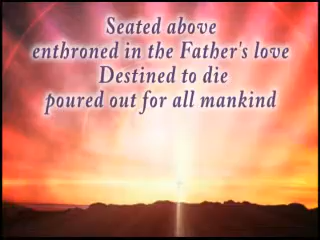 Seated above
enthroned in the Father's love
Destined to die
poured out for all mankind